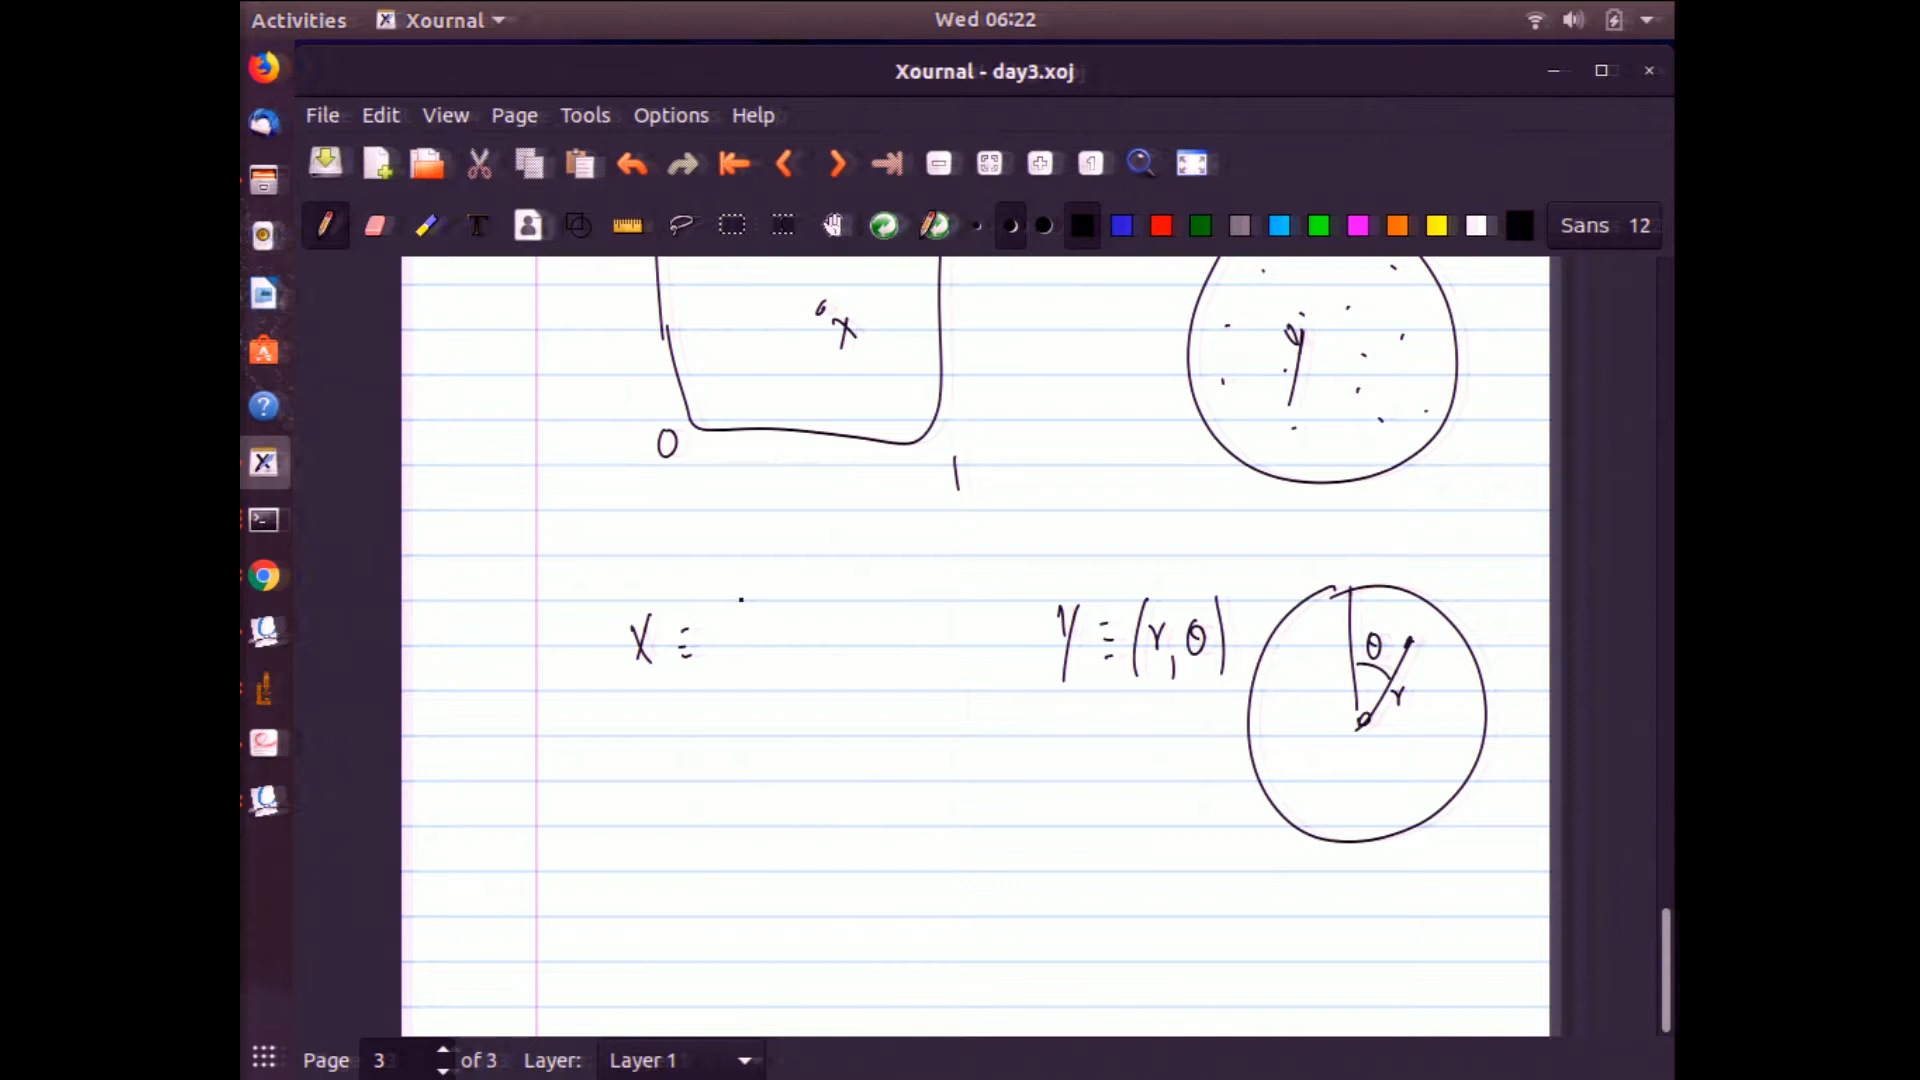 Activities Xournal Wed 06:22
Xournal - day3.xoj
File Edit View Page Tools Options Help
Sans 12
X
y
0
1
X ≡
Y ≡ (r, θ)
θ
r
Page 3 of 3 Layer: Layer 1